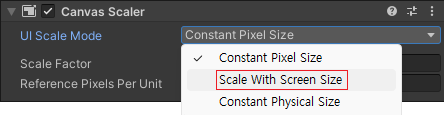 Canvas Scaler
UI Scale Mode Constant Pixel Size
✓ Constant Pixel Size
Scale Factor
Scale With Screen Size
Reference Pixels Per Unit
Constant Physical Size